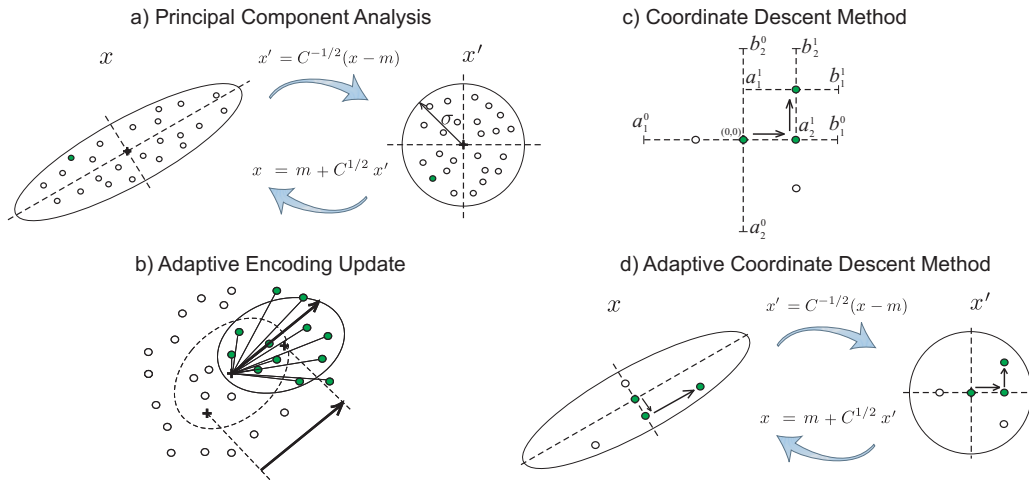 a) Principal Component Analysis
x
x′ = C^{-1/2}(x − m)
x′
σ
x = m + C^{1/2} x′
c) Coordinate Descent Method
b_2^0
b_2^1
a_1^1
b_1^1
a_1^0
(0,0)
a_2^1
b_1^0
a_2^0
b) Adaptive Encoding Update
d) Adaptive Coordinate Descent Method
x
x′ = C^{-1/2}(x − m)
x′
x = m + C^{1/2} x′